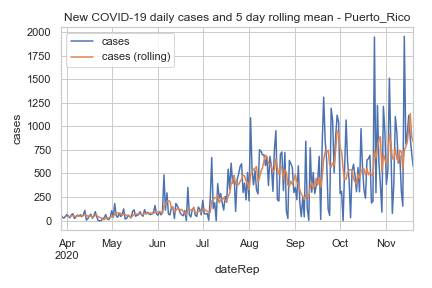 New COVID-19 daily cases and 5 day rolling mean - Puerto_Rico
cases
cases (rolling)
cases
2000
1750
1500
1250
1000
750
500
250
0
Apr May Jun Jul Aug Sep Oct Nov
2020
dateRep